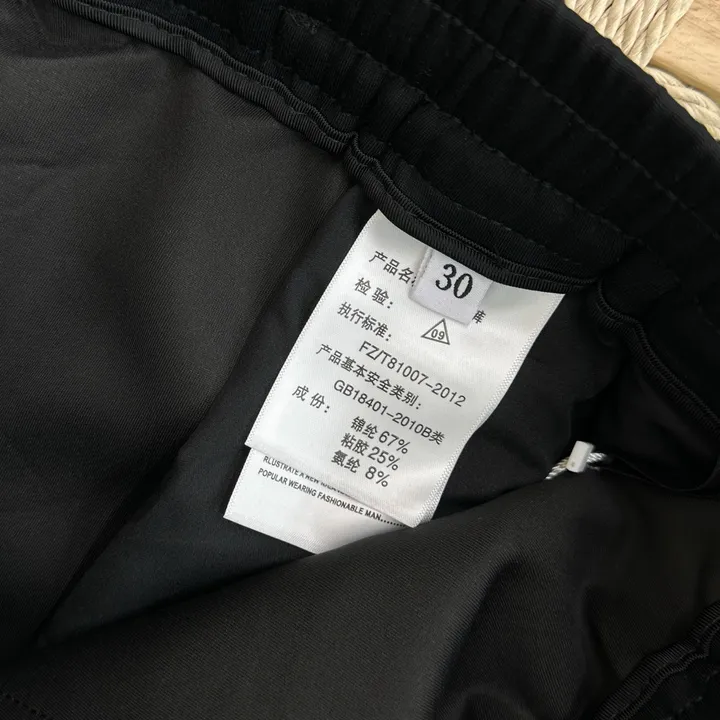 30
产品名
裤
检验：
09
执行标准：
FZ/T81007-2012
产品基本安全类别：
GB18401-2010B类
成份：
锦纶 67%
粘胶 25%
氨纶 8%
POPULAR WEARING FASHIONABLE MAN........